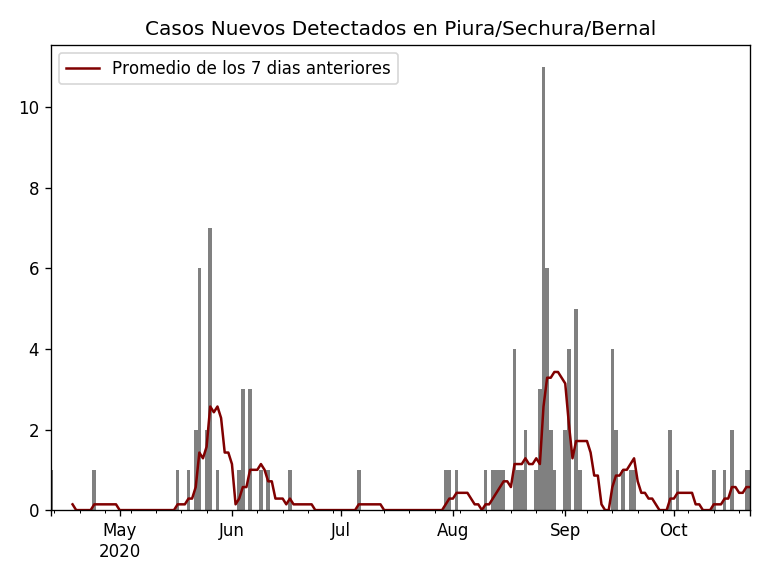 Casos Nuevos Detectados en Piura/Sechura/Bernal
Promedio de los 7 dias anteriores
10
8
6
4
2
0
May Jun Jul Aug Sep Oct
2020